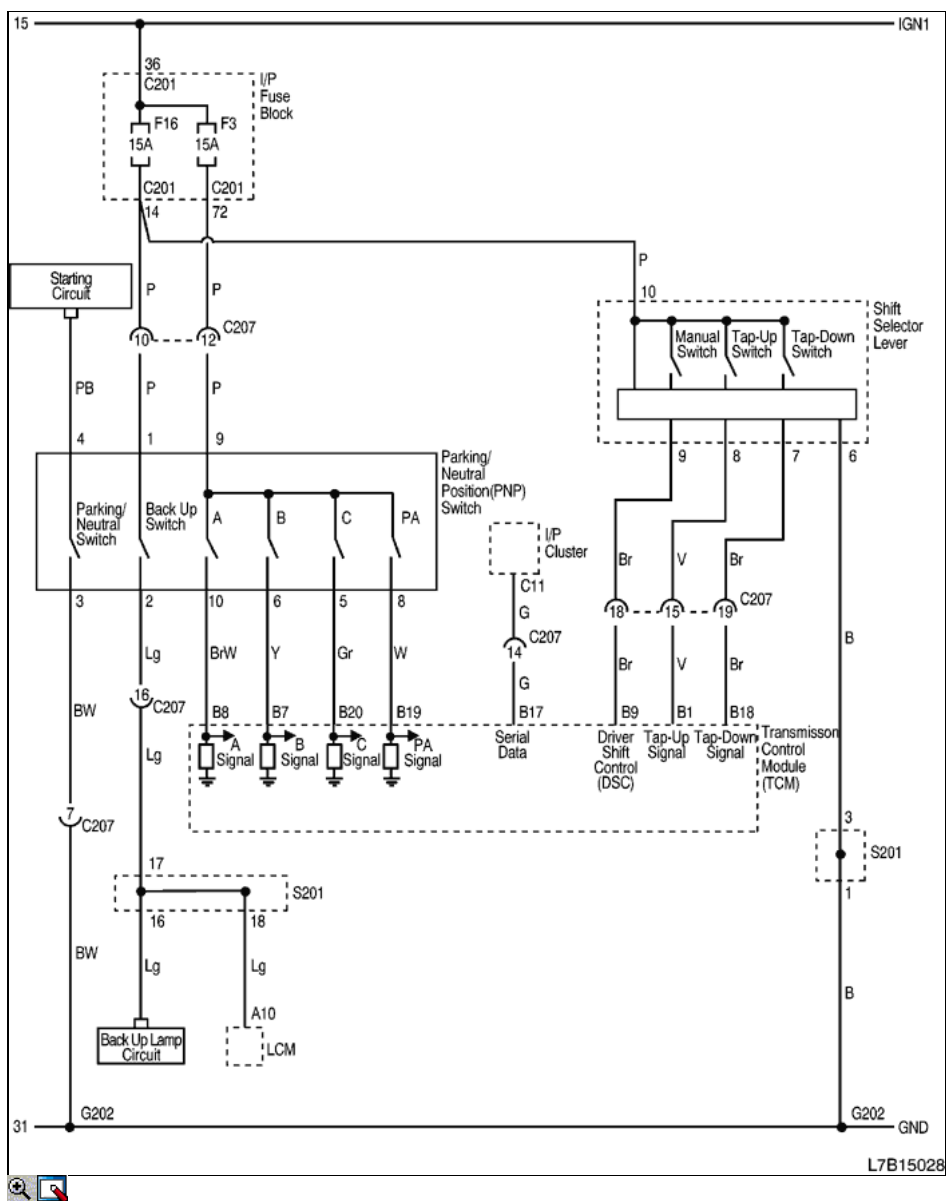 15
IGN1
36
C201
I/P
Fuse
Block
F16
F3
15A
15A
C201
C201
14
72
P
10
Starting
Circuit
P
P
C207
10
12
Shift
Selector
Lever
Manual
Switch
Tap-Up
Switch
Tap-Down
Switch
PB
P
P
4
1
9
9
8
7
6
Parking/
Neutral
Position(PNP)
Switch
Parking/
Neutral
Switch
Back Up
Switch
A
B
C
PA
I/P
Cluster
C11
Br
V
Br
3
2
10
6
5
8
G
C207
14
18
15
19
C207
B
Lg
BrW
Y
Gr
W
G
Br
V
Br
16
C207
BW
B8
B7
B20
B19
B17
B9
B1
B18
Lg
A
Signal
B
Signal
C
Signal
PA
Signal
Serial
Data
Driver
Shift
Control
(DSC)
Tap-Up
Signal
Tap-Down
Signal
Transmisson
Control
Module
(TCM)
7
C207
3
S201
1
17
S201
16
18
BW
Lg
Lg
B
A10
Back Up Lamp
Circuit
LCM
G202
G202
31
GND
L7B15028